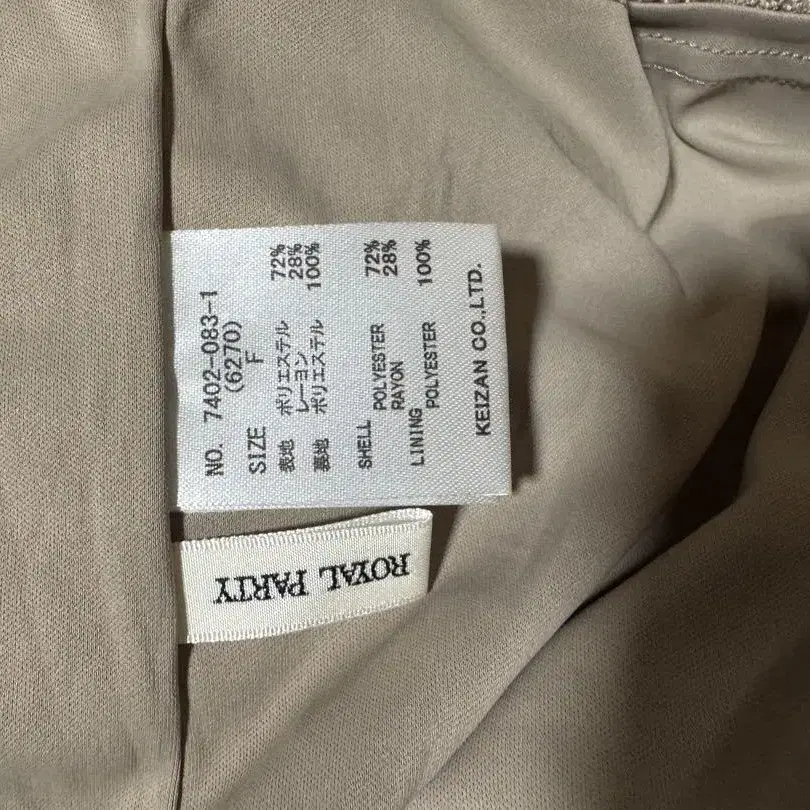 NO. 7402-083-1
(6270)
SIZE F
表地 ポリエステル 72%
レーヨン 28%
裏地 ポリエステル 100%
SHELL
POLYESTER 72%
RAYON 28%
LINING
POLYESTER 100%
KEIZAN CO.,LTD.
ROYAL PARTY